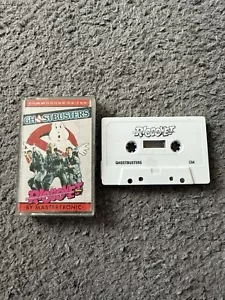 COMMODORE 64/128
GHOSTBUSTERS
RICOCHET
BY MASTERTRONIC
RICOCHET
GHOSTBUSTERS C64